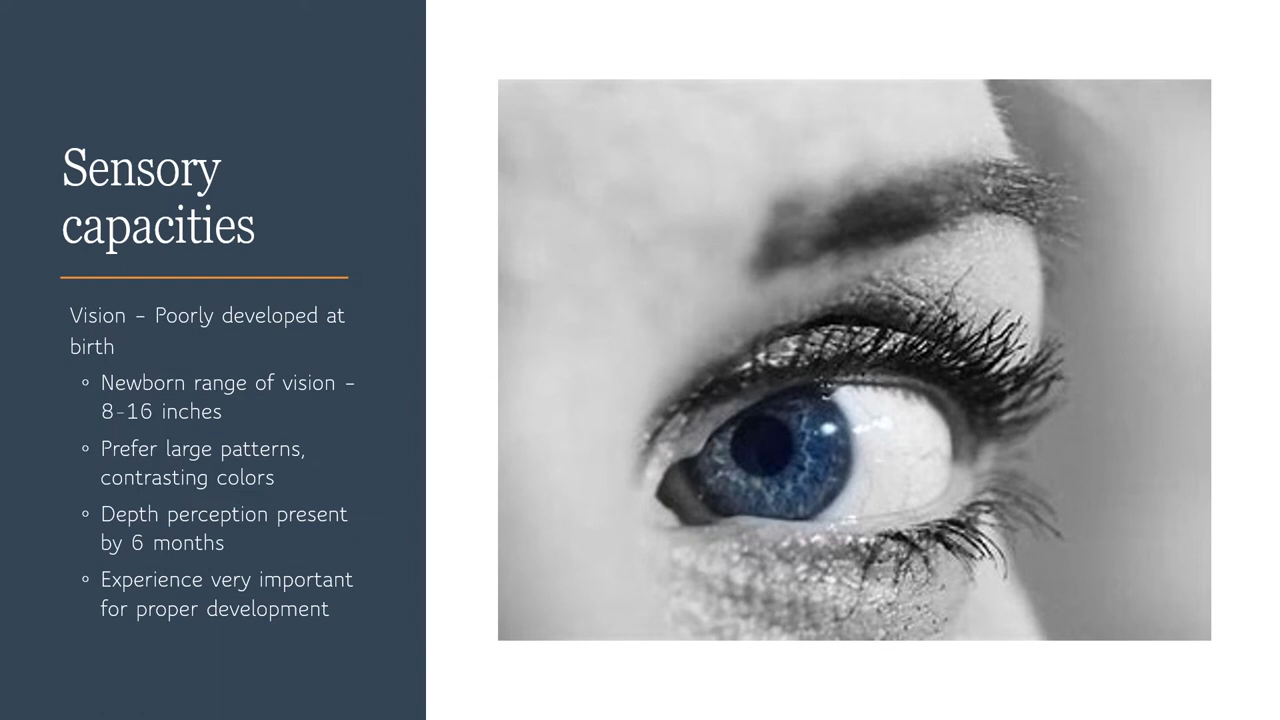 Sensory
capacities
Vision – Poorly developed at
birth
◦ Newborn range of vision –
8-16 inches
◦ Prefer large patterns,
contrasting colors
◦ Depth perception present
by 6 months
◦ Experience very important
for proper development